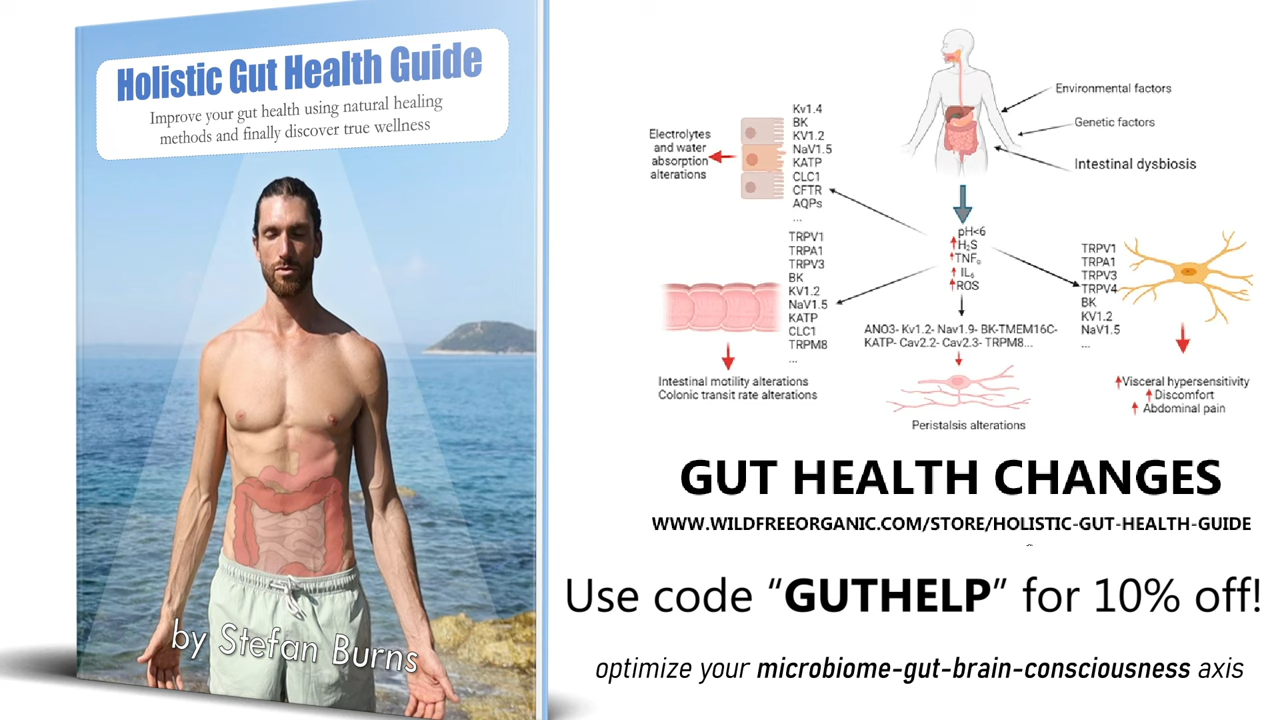 Holistic Gut Health Guide
Improve your gut health using natural healing
methods and finally discover true wellness
by Stefan Burns
Environmental factors
Genetic factors
Intestinal dysbiosis
Electrolytes
and water
absorption
alterations
Kv1.4
BK
KV1.2
NaV1.5
KATP
CLC1
CFTR
AQPs
...
pH<6
H₂S
TNFα
IL₆
ROS
TRPV1
TRPA1
TRPV3
BK
KV1.2
NaV1.5
KATP
CLC1
TRPM8
...
Intestinal motility alterations
Colonic transit rate alterations
ANO3- Kv1.2- Nav1.9- BK-TMEM16C-
KATP- Cav2.2- Cav2.3- TRPM8...
Peristalsis alterations
TRPV1
TRPA1
TRPV3
TRPV4
BK
KV1.2
NaV1.5
...
Visceral hypersensitivity
Discomfort
Abdominal pain
GUT HEALTH CHANGES
WWW.WILDFREEORGANIC.COM/STORE/HOLISTIC-GUT-HEALTH-GUIDE
Use code “GUTHELP” for 10% off!
optimize your microbiome-gut-brain-consciousness axis